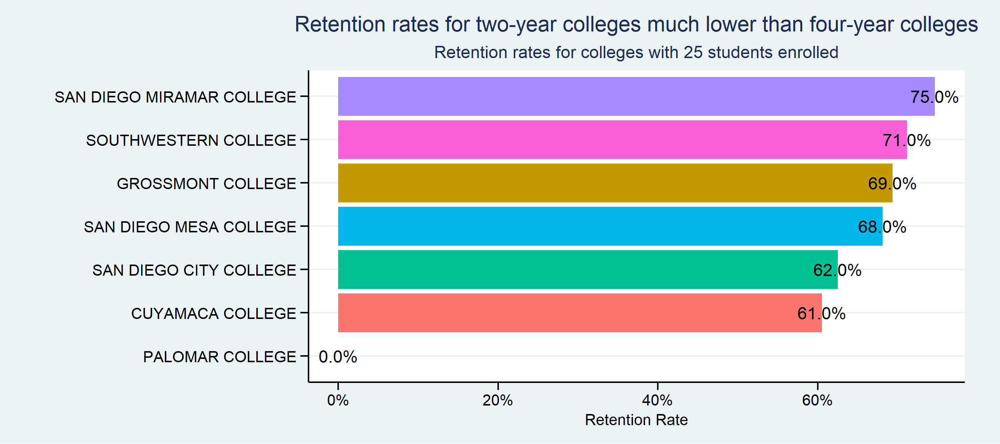 Retention rates for two-year colleges much lower than four-year colleges
Retention rates for colleges with 25 students enrolled
SAN DIEGO MIRAMAR COLLEGE 75.0%
SOUTHWESTERN COLLEGE 71.0%
GROSSMONT COLLEGE 69.0%
SAN DIEGO MESA COLLEGE 68.0%
SAN DIEGO CITY COLLEGE 62.0%
CUYAMACA COLLEGE 61.0%
PALOMAR COLLEGE 0.0%
0% 20% 40% 60%
Retention Rate